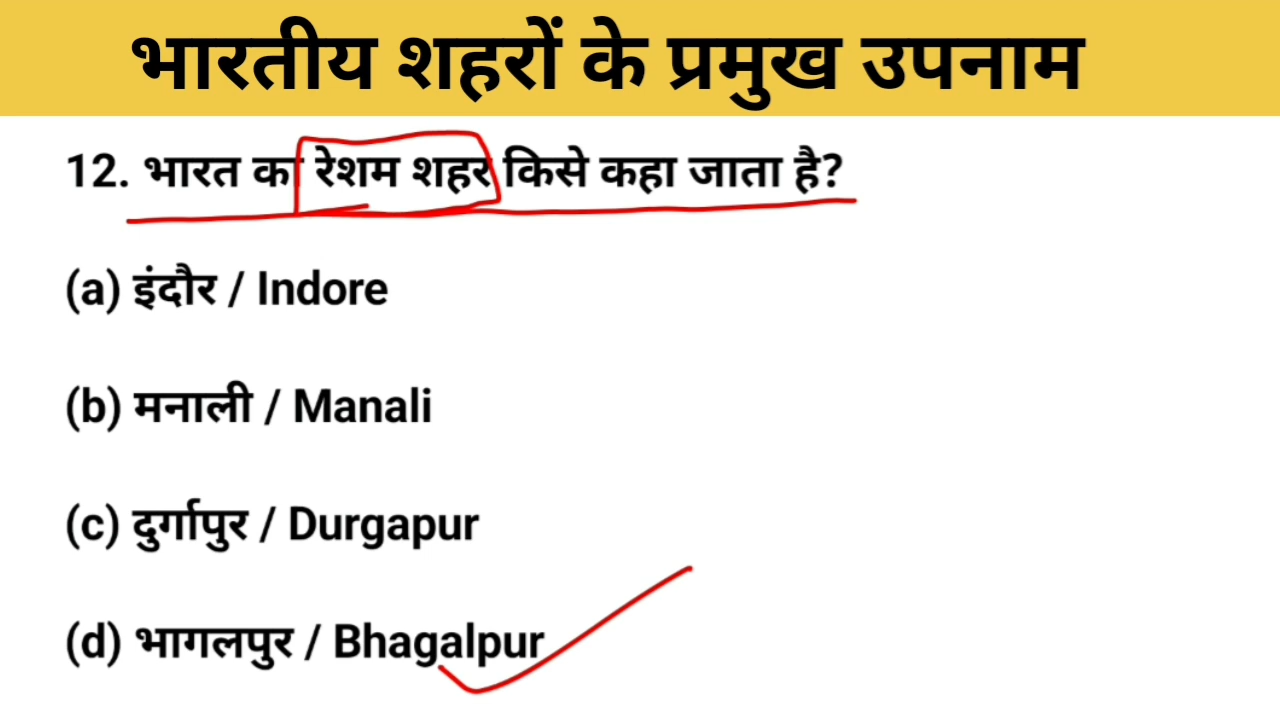 भारतीय शहरों के प्रमुख उपनाम
12. भारत का रेशम शहर किसे कहा जाता है?
(a) इंदौर / Indore
(b) मनाली / Manali
(c) दुर्गापुर / Durgapur
(d) भागलपुर / Bhagalpur